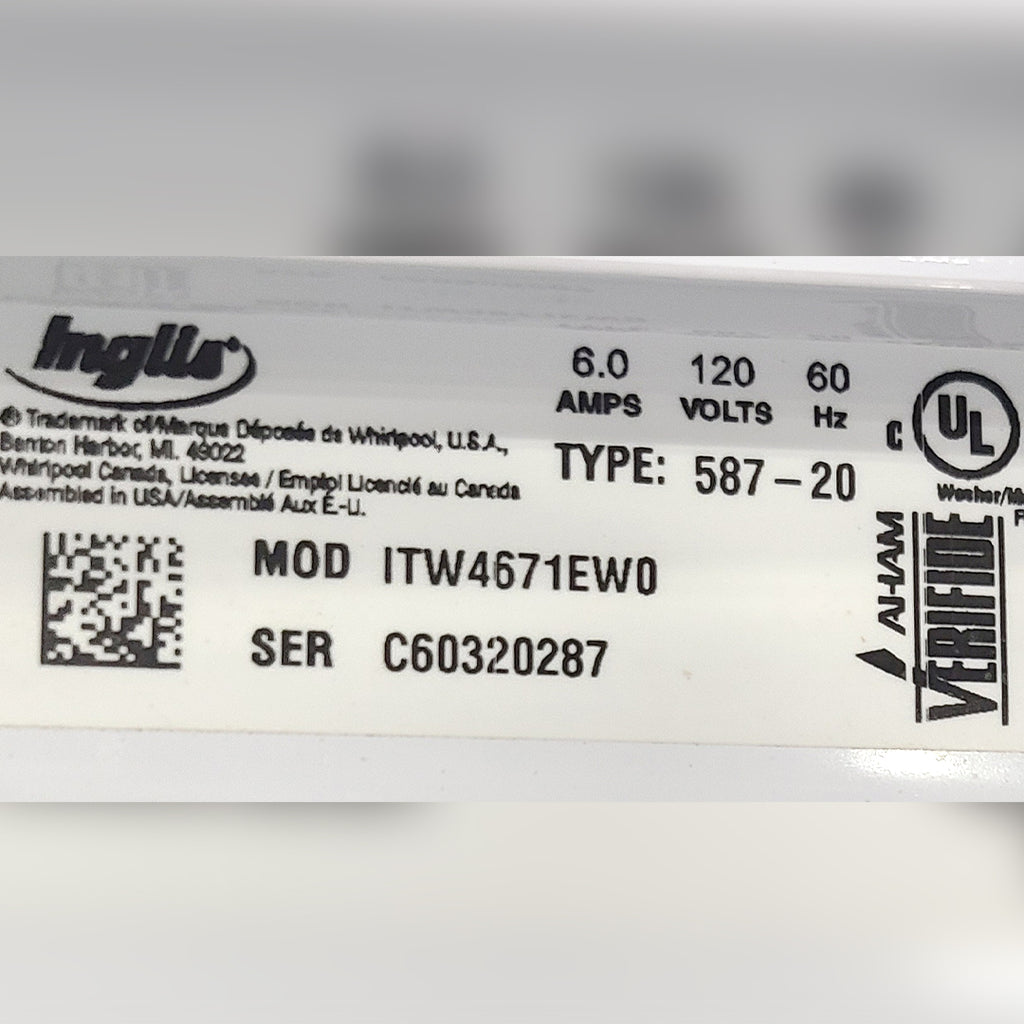 Inglis
® Trademark of/Marque Déposée de Whirlpool, U.S.A.,
Benton Harbor, MI. 49022
Whirlpool Canada, Licensee / Emploi Licencié au Canada
Assembled in USA/Assemblé Aux É-U.
6.0 120 60
AMPS VOLTS Hz
TYPE: 587-20
MOD ITW4671EW0
SER C60320287
C UL
Washer/
AHAM
VERIFIDE